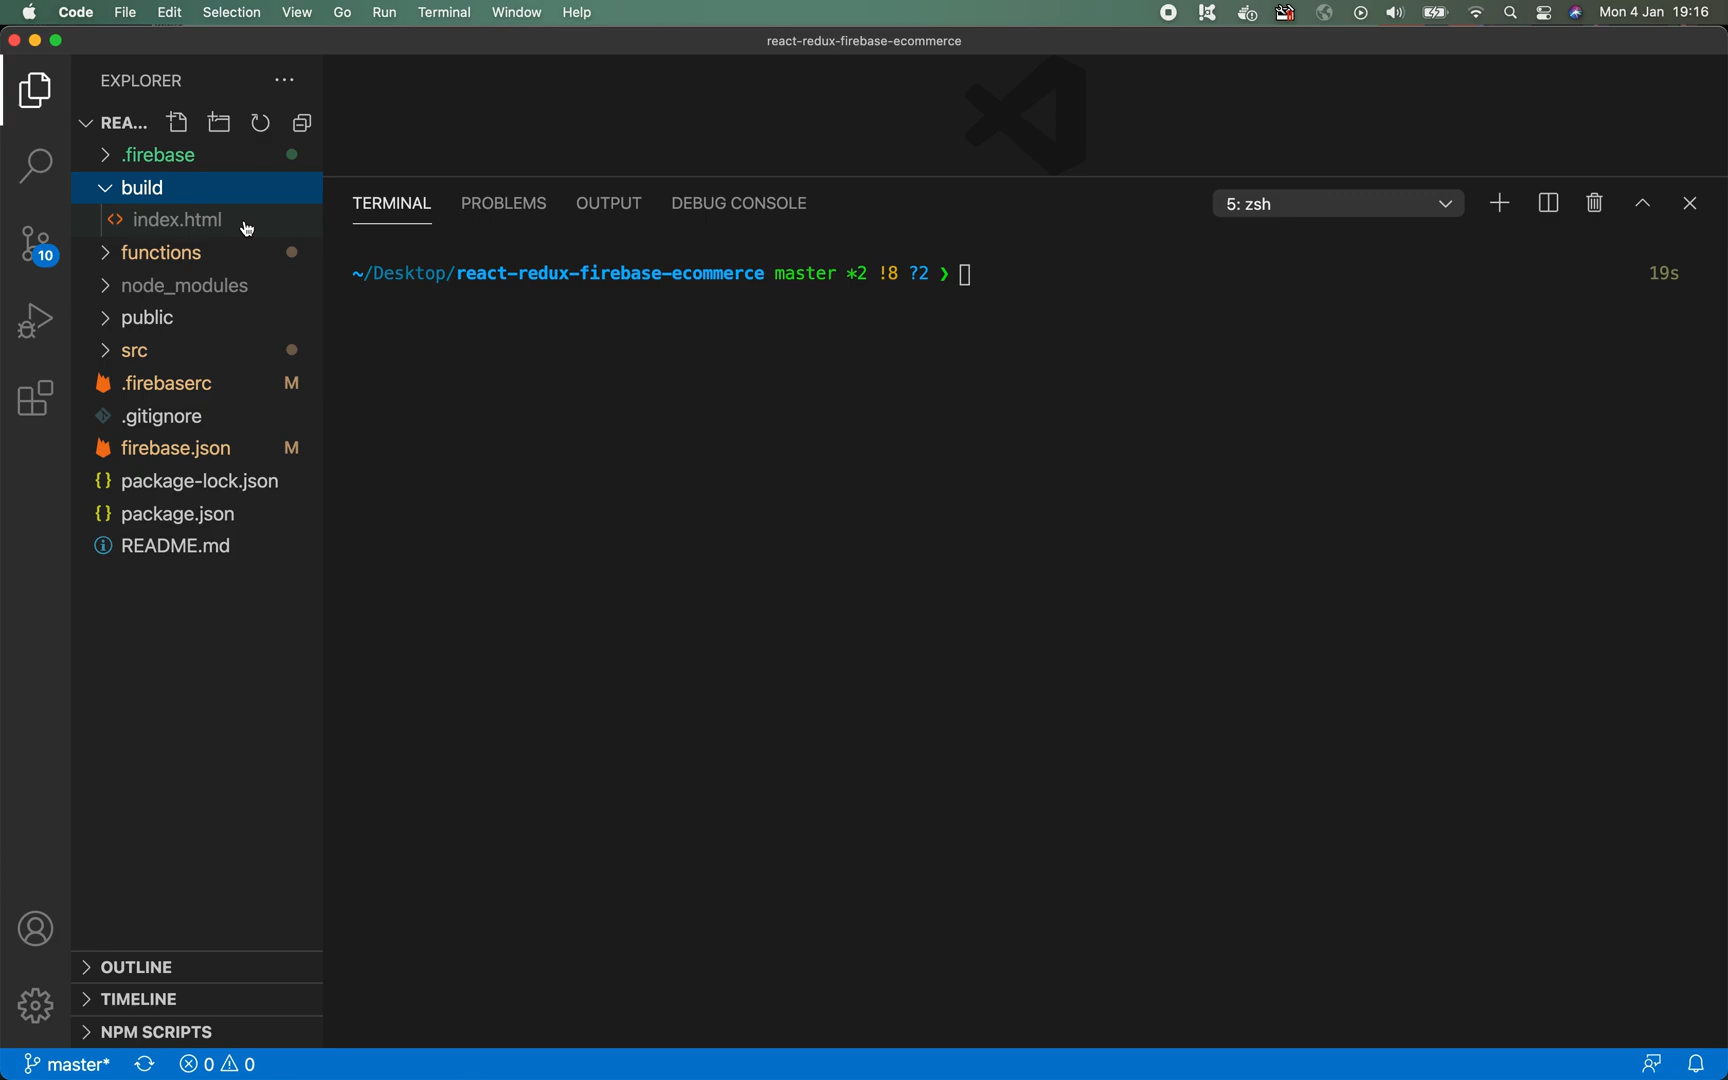 Code File Edit Selection View Go Run Terminal Window Help Mon 4 Jan 19:16
react-redux-firebase-ecommerce
EXPLORER
REA...
.firebase
build
index.html
functions
node_modules
public
src
.firebaserc M
.gitignore
firebase.json M
package-lock.json
package.json
README.md
OUTLINE
TIMELINE
NPM SCRIPTS
10
TERMINAL PROBLEMS OUTPUT DEBUG CONSOLE 5: zsh
~/Desktop/react-redux-firebase-ecommerce master *2 !8 ?2 ❯ 19s
master* 0 0